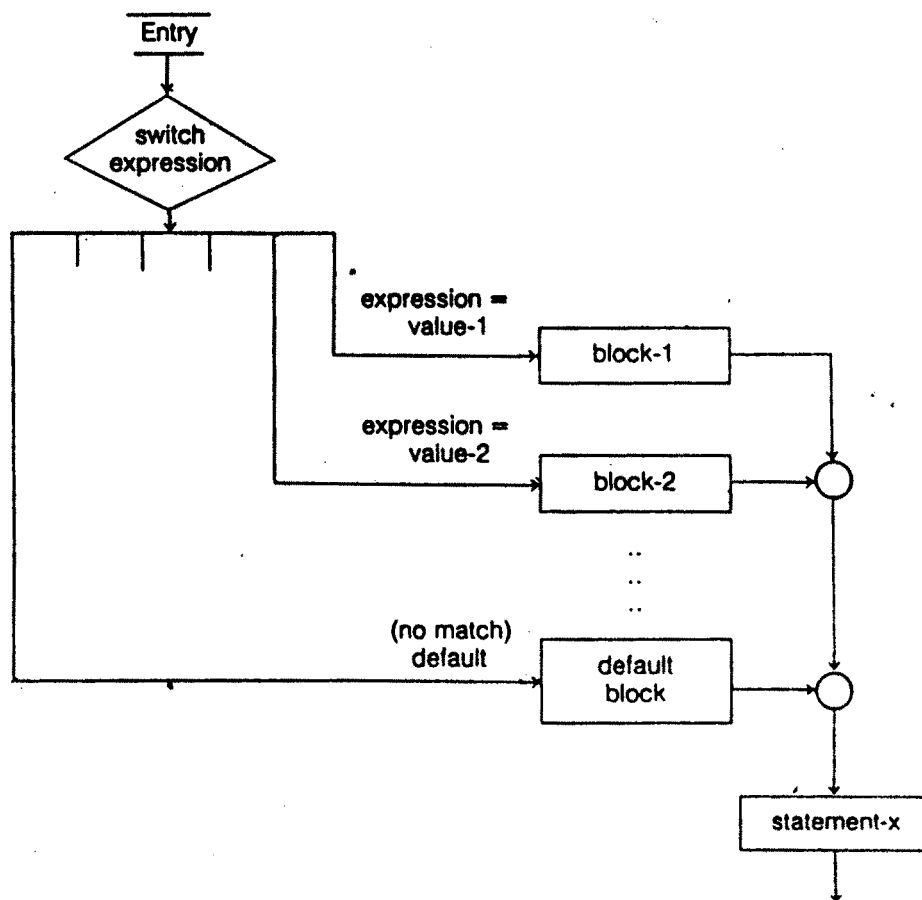 Entry
switch
expression
expression =
value-1
block-1
expression =
value-2
block-2
(no match)
default
default
block
statement-x